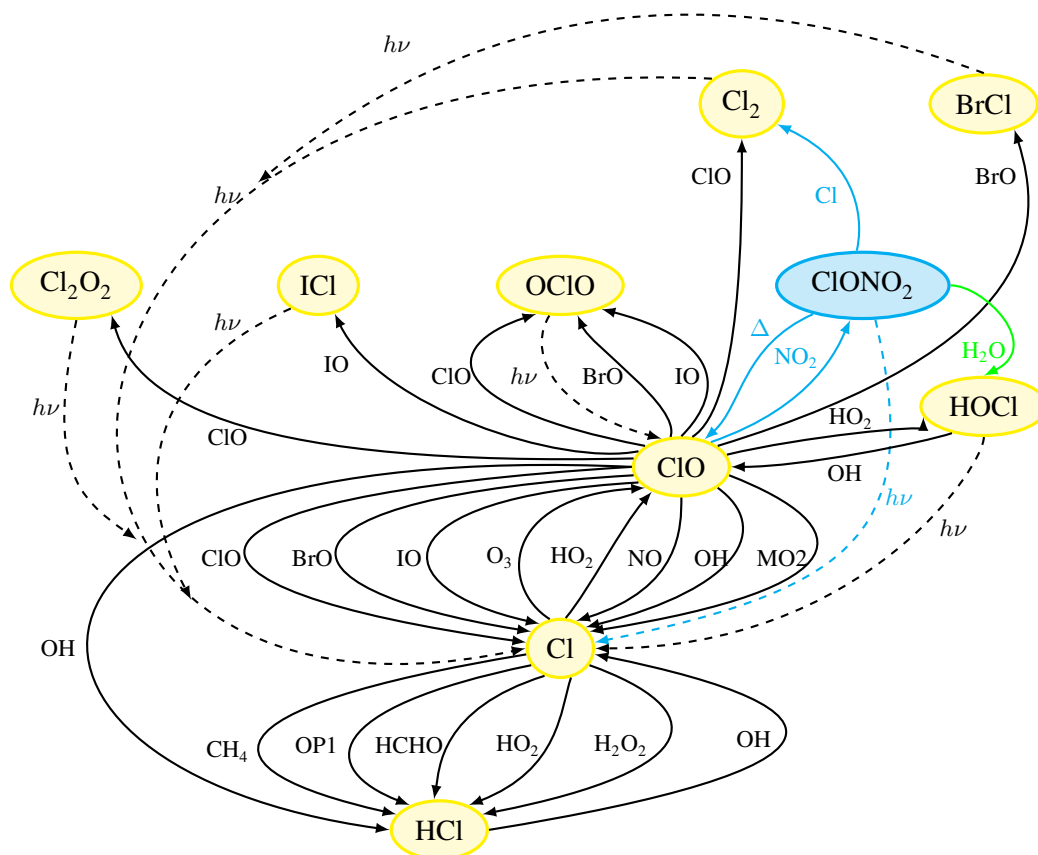 hν
Cl₂
BrCl
ClO
BrO
hν
Cl
Cl₂O₂
ICl
OClO
ClONO₂
hν
Δ
NO₂
H₂O
IO
ClO
hν
BrO
IO
hν
ClO
HO₂
HOCl
ClO
OH
hν
hν
ClO
BrO
IO
O₃
HO₂
NO
OH
MO2
OH
Cl
CH₄
OP1
HCHO
HO₂
H₂O₂
OH
HCl